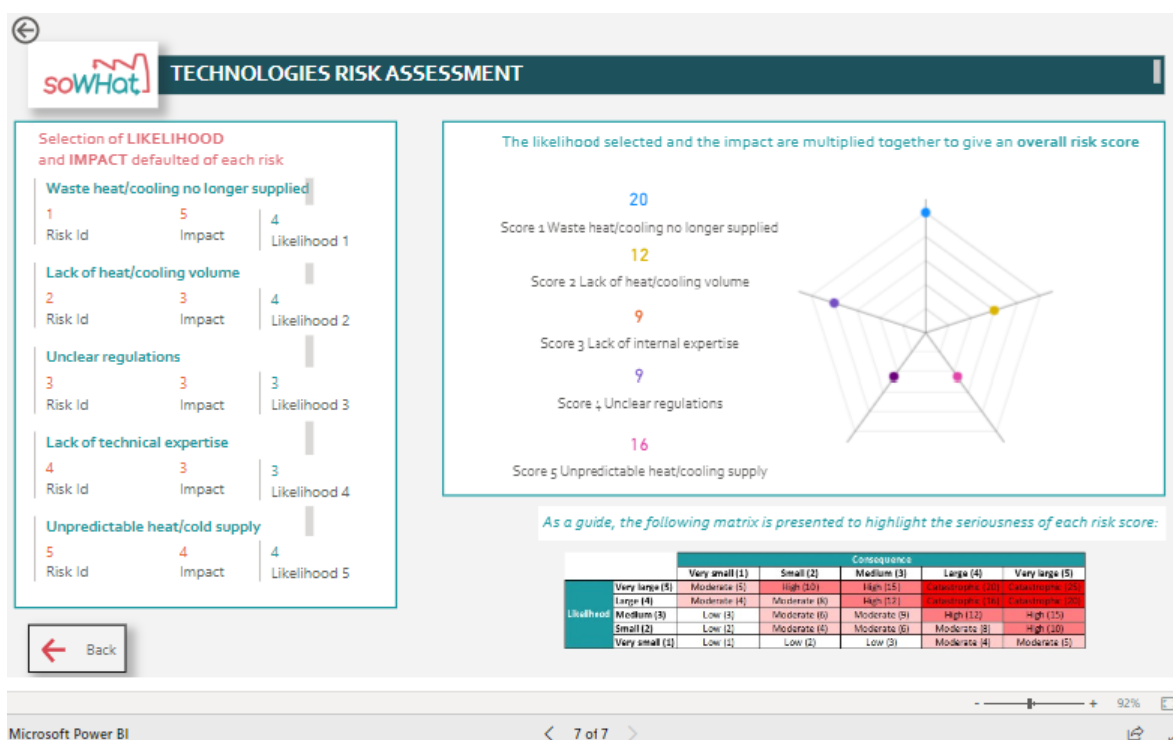 soWHat
TECHNOLOGIES RISK ASSESSMENT
Selection of LIKELIHOOD
and IMPACT defaulted of each risk
Waste heat/cooling no longer supplied
1 5 4
Risk Id Impact Likelihood 1
Lack of heat/cooling volume
2 3 4
Risk Id Impact Likelihood 2
Unclear regulations
3 3 3
Risk Id Impact Likelihood 3
Lack of technical expertise
4 3 3
Risk Id Impact Likelihood 4
Unpredictable heat/cold supply
5 4 4
Risk Id Impact Likelihood 5
Back
The likelihood selected and the impact are multiplied together to give an overall risk score
20
Score 1 Waste heat/cooling no longer supplied
12
Score 2 Lack of heat/cooling volume
9
Score 3 Lack of internal expertise
9
Score 4 Unclear regulations
16
Score 5 Unpredictable heat/cooling supply
As a guide, the following matrix is presented to highlight the seriousness of each risk score:
Consequence
Very small (1) Small (2) Medium (3) Large (4) Very large (5)
Likelihood
Very large (5) Moderate (5) High (10) High (15) Catastrophic (20) Catastrophic (25)
Large (4) Moderate (4) Moderate (8) High (12) Catastrophic (16) Catastrophic (20)
Medium (3) Low (3) Moderate (6) Moderate (9) High (12) High (15)
Small (2) Low (2) Moderate (4) Moderate (6) Moderate (8) High (10)
Very small (1) Low (1) Low (2) Low (3) Moderate (4) Moderate (5)
- + 92%
Microsoft Power BI
< 7 of 7 >